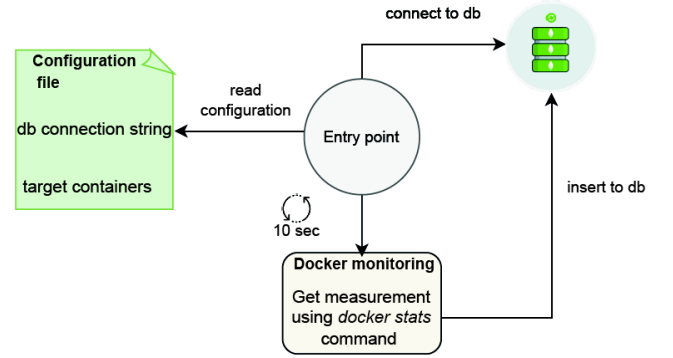 connect to db
Configuration
file
read
configuration
db connection string
Entry point
target containers
insert to db
10 sec
Docker monitoring
Get measurement
using docker stats
command